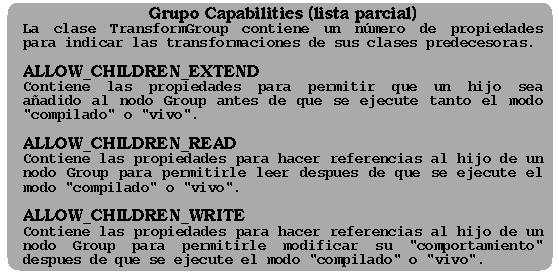 Grupo Capabilities (lista parcial)
La clase TransformGroup contiene un número de propiedades
para indicar las transformaciones de sus clases predecesoras.
ALLOW_CHILDREN_EXTEND
Contiene las propiedades para permitir que un hijo sea
añadido al nodo Group antes de que se ejecute tanto el modo
"compilado" o "vivo".
ALLOW_CHILDREN_READ
Contiene las propiedades para hacer referencias al hijo de un
nodo Group para permitirle leer despues de que se ejecute el
modo "compilado" o "vivo".
ALLOW_CHILDREN_WRITE
Contiene las propiedades para hacer referencias al hijo de un
nodo Group para permitirle modificar su "comportamiento"
despues de que se ejecute el modo "compilado" o "vivo".